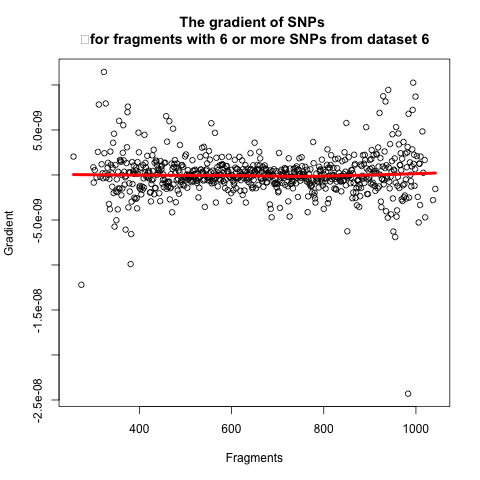 The gradient of SNPs
for fragments with 6 or more SNPs from dataset 6
Gradient
5.0e-09
-5.0e-09
-1.5e-08
-2.5e-08
400
600
800
1000
Fragments